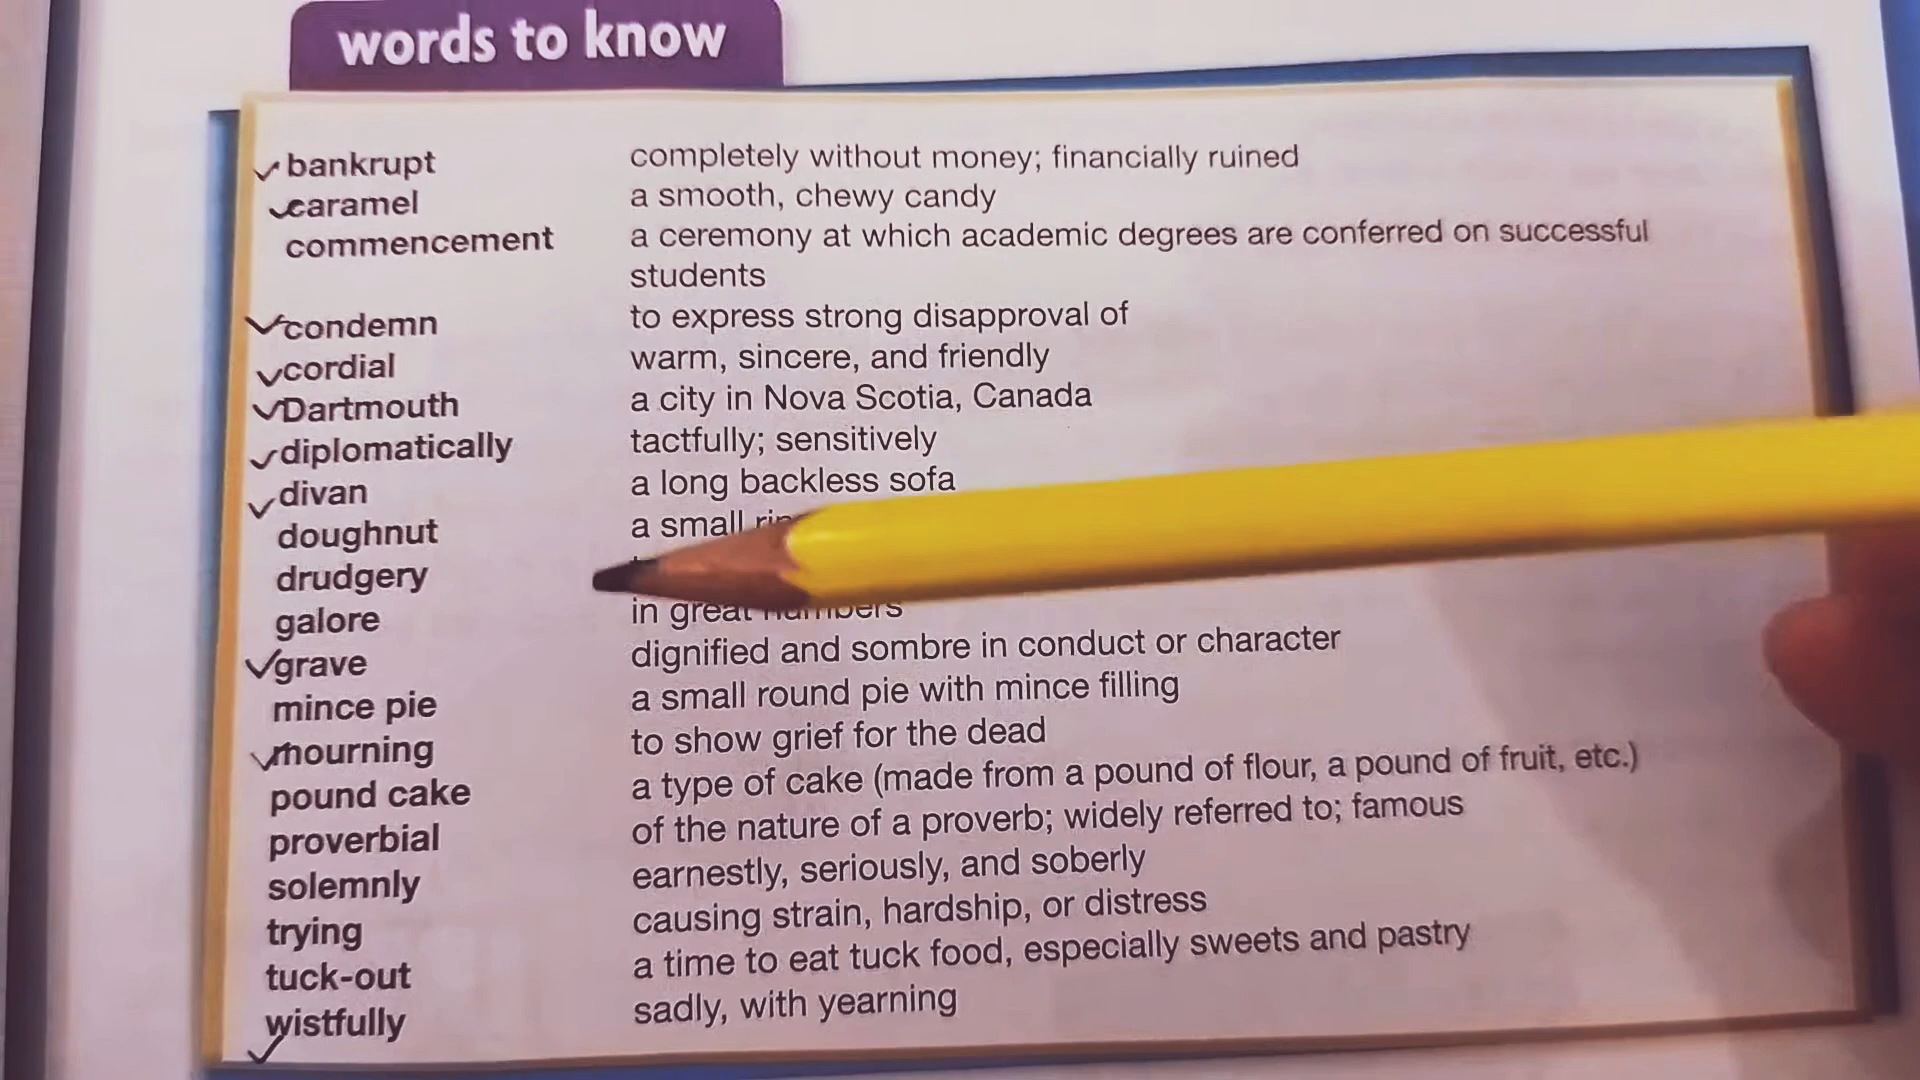 words to know
bankrupt completely without money; financially ruined
caramel a smooth, chewy candy
commencement a ceremony at which academic degrees are conferred on successful
students
condemn to express strong disapproval of
cordial warm, sincere, and friendly
Dartmouth a city in Nova Scotia, Canada
diplomatically tactfully; sensitively
divan a long backless sofa
doughnut a small
drudgery
galore in great numbers
grave dignified and sombre in conduct or character
mince pie a small round pie with mince filling
mourning to show grief for the dead
pound cake a type of cake (made from a pound of flour, a pound of fruit, etc.)
proverbial of the nature of a proverb; widely referred to; famous
solemnly earnestly, seriously, and soberly
trying causing strain, hardship, or distress
tuck-out a time to eat tuck food, especially sweets and pastry
wistfully sadly, with yearning